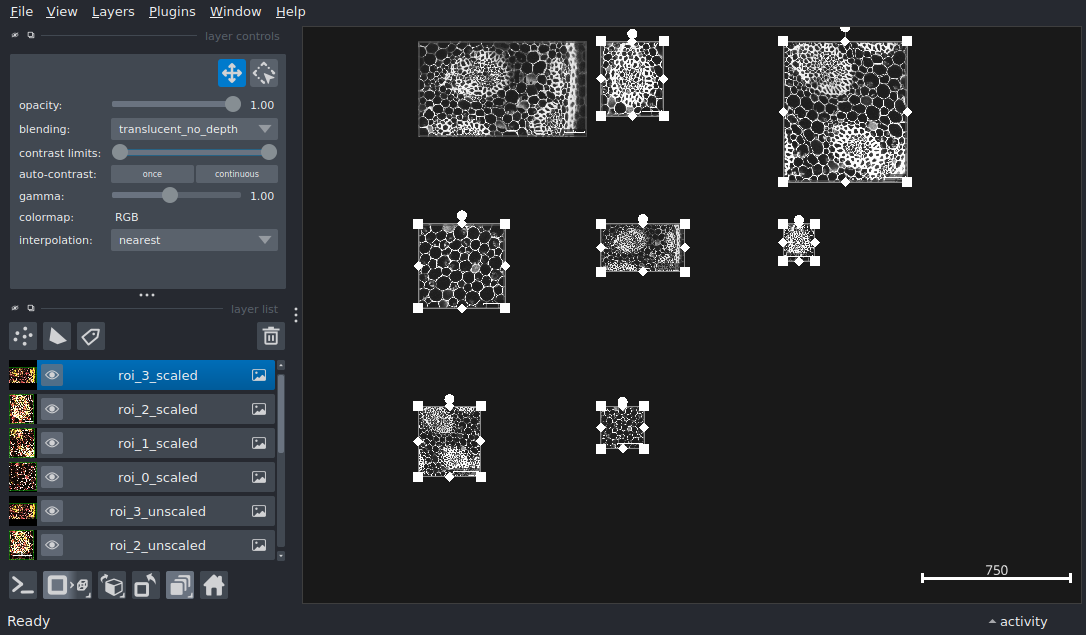 File View Layers Plugins Window Help
layer controls
opacity: 1.00
blending: translucent_no_depth
contrast limits:
auto-contrast: once continuous
gamma: 1.00
colormap: RGB
interpolation: nearest
layer list
roi_3_scaled
roi_2_scaled
roi_1_scaled
roi_0_scaled
roi_3_unscaled
roi_2_unscaled
750
Ready
activity